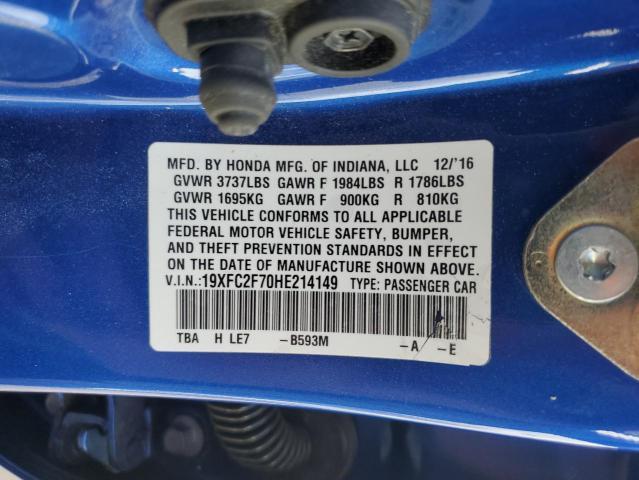 MFD. BY HONDA MFG. OF INDIANA, LLC 12/'16
GVWR 3737LBS GAWR F 1984LBS R 1786LBS
GVWR 1695KG GAWR F 900KG R 810KG
THIS VEHICLE CONFORMS TO ALL APPLICABLE
FEDERAL MOTOR VEHICLE SAFETY, BUMPER,
AND THEFT PREVENTION STANDARDS IN EFFECT
ON THE DATE OF MANUFACTURE SHOWN ABOVE.
V.I.N.:19XFC2F70HE214149 TYPE: PASSENGER CAR
TBA H LE7 -B593M -A -E